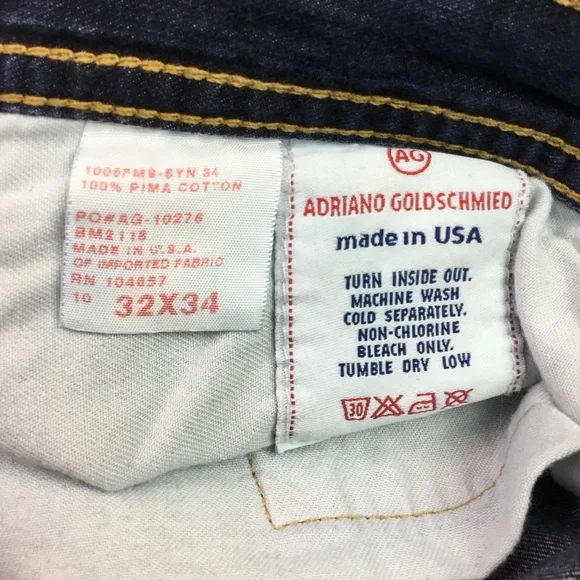 1006PMS-SYN 34
100% PIMA COTTON
PO#AG-10276
BM2118
MADE IN U.S.A.
OF IMPORTED FABRIC
RN 104657
10 32X34
AG
ADRIANO GOLDSCHMIED
made in USA
TURN INSIDE OUT.
MACHINE WASH
COLD SEPARATELY.
NON-CHLORINE
BLEACH ONLY.
TUMBLE DRY LOW
30